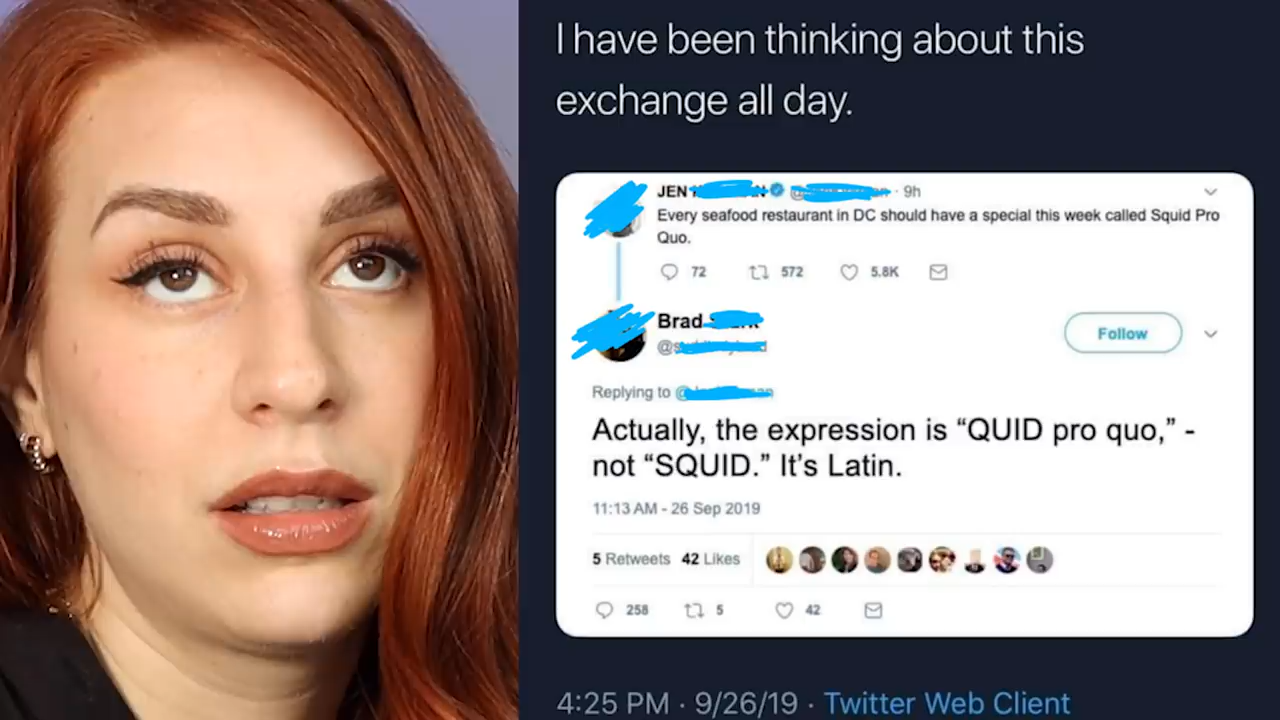 I have been thinking about this
exchange all day.
JEN · 9h
Every seafood restaurant in DC should have a special this week called Squid Pro
Quo.
72 572 5.8K
Brad
@
Follow
Replying to @
Actually, the expression is “QUID pro quo,” -
not “SQUID.” It’s Latin.
11:13 AM - 26 Sep 2019
5 Retweets 42 Likes
258 5 42
4:25 PM · 9/26/19 · Twitter Web Client